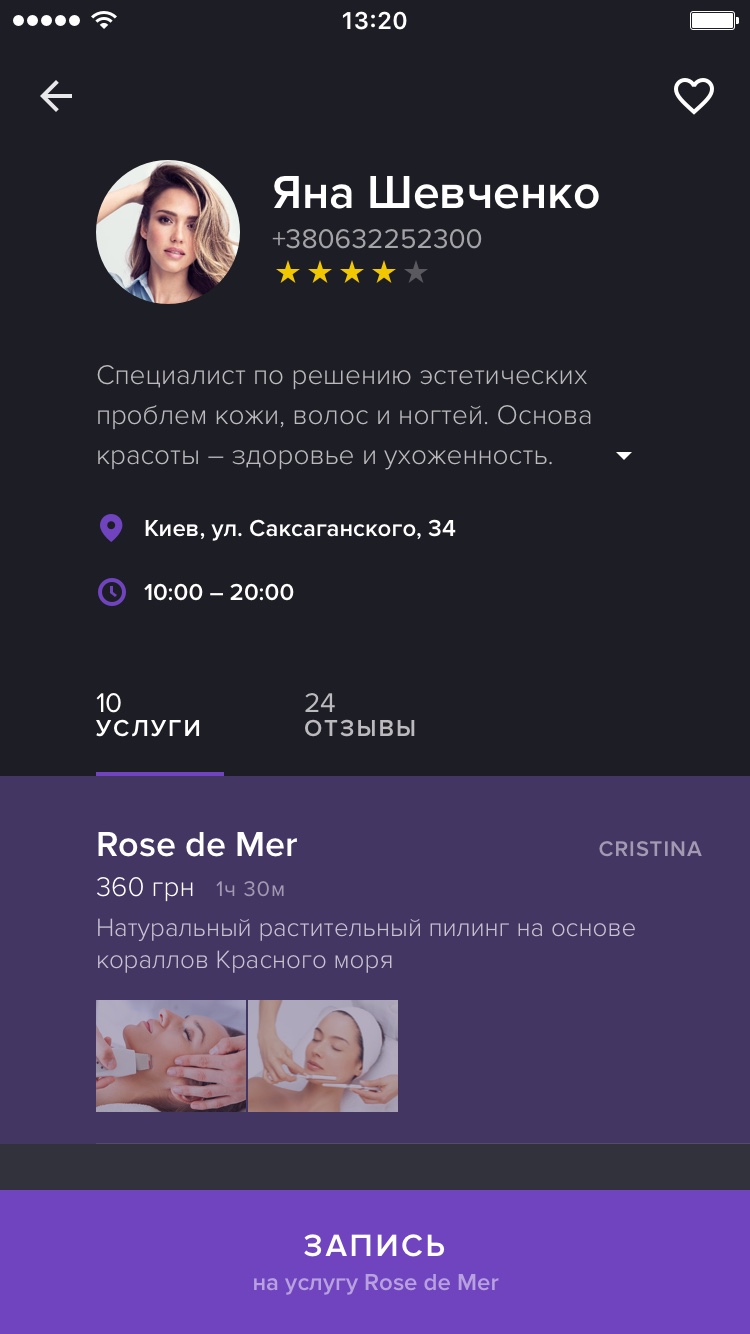 13:20
Яна Шевченко
+380632252300
Специалист по решению эстетических
проблем кожи, волос и ногтей. Основа
красоты – здоровье и ухоженность.
Киев, ул. Саксаганского, 34
10:00 – 20:00
10
УСЛУГИ
24
ОТЗЫВЫ
Rose de Mer
CRISTINA
360 грн 1ч 30м
Натуральный растительный пилинг на основе
кораллов Красного моря
ЗАПИСЬ
на услугу Rose de Mer